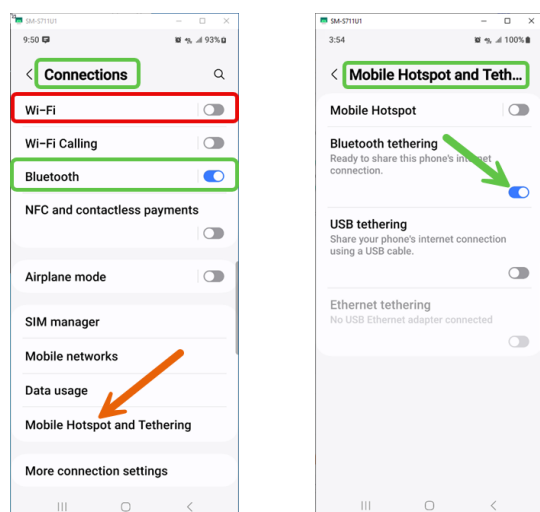 SM-S711U1
9:50
93%
Connections
Wi-Fi
Wi-Fi Calling
Bluetooth
NFC and contactless payments
Airplane mode
SIM manager
Mobile networks
Data usage
Mobile Hotspot and Tethering
More connection settings
SM-S711U1
3:54
100%
Mobile Hotspot and Teth...
Mobile Hotspot
Bluetooth tethering
Ready to share this phone's internet
connection.
USB tethering
Share your phone's internet connection
using a USB cable.
Ethernet tethering
No USB Ethernet adapter connected